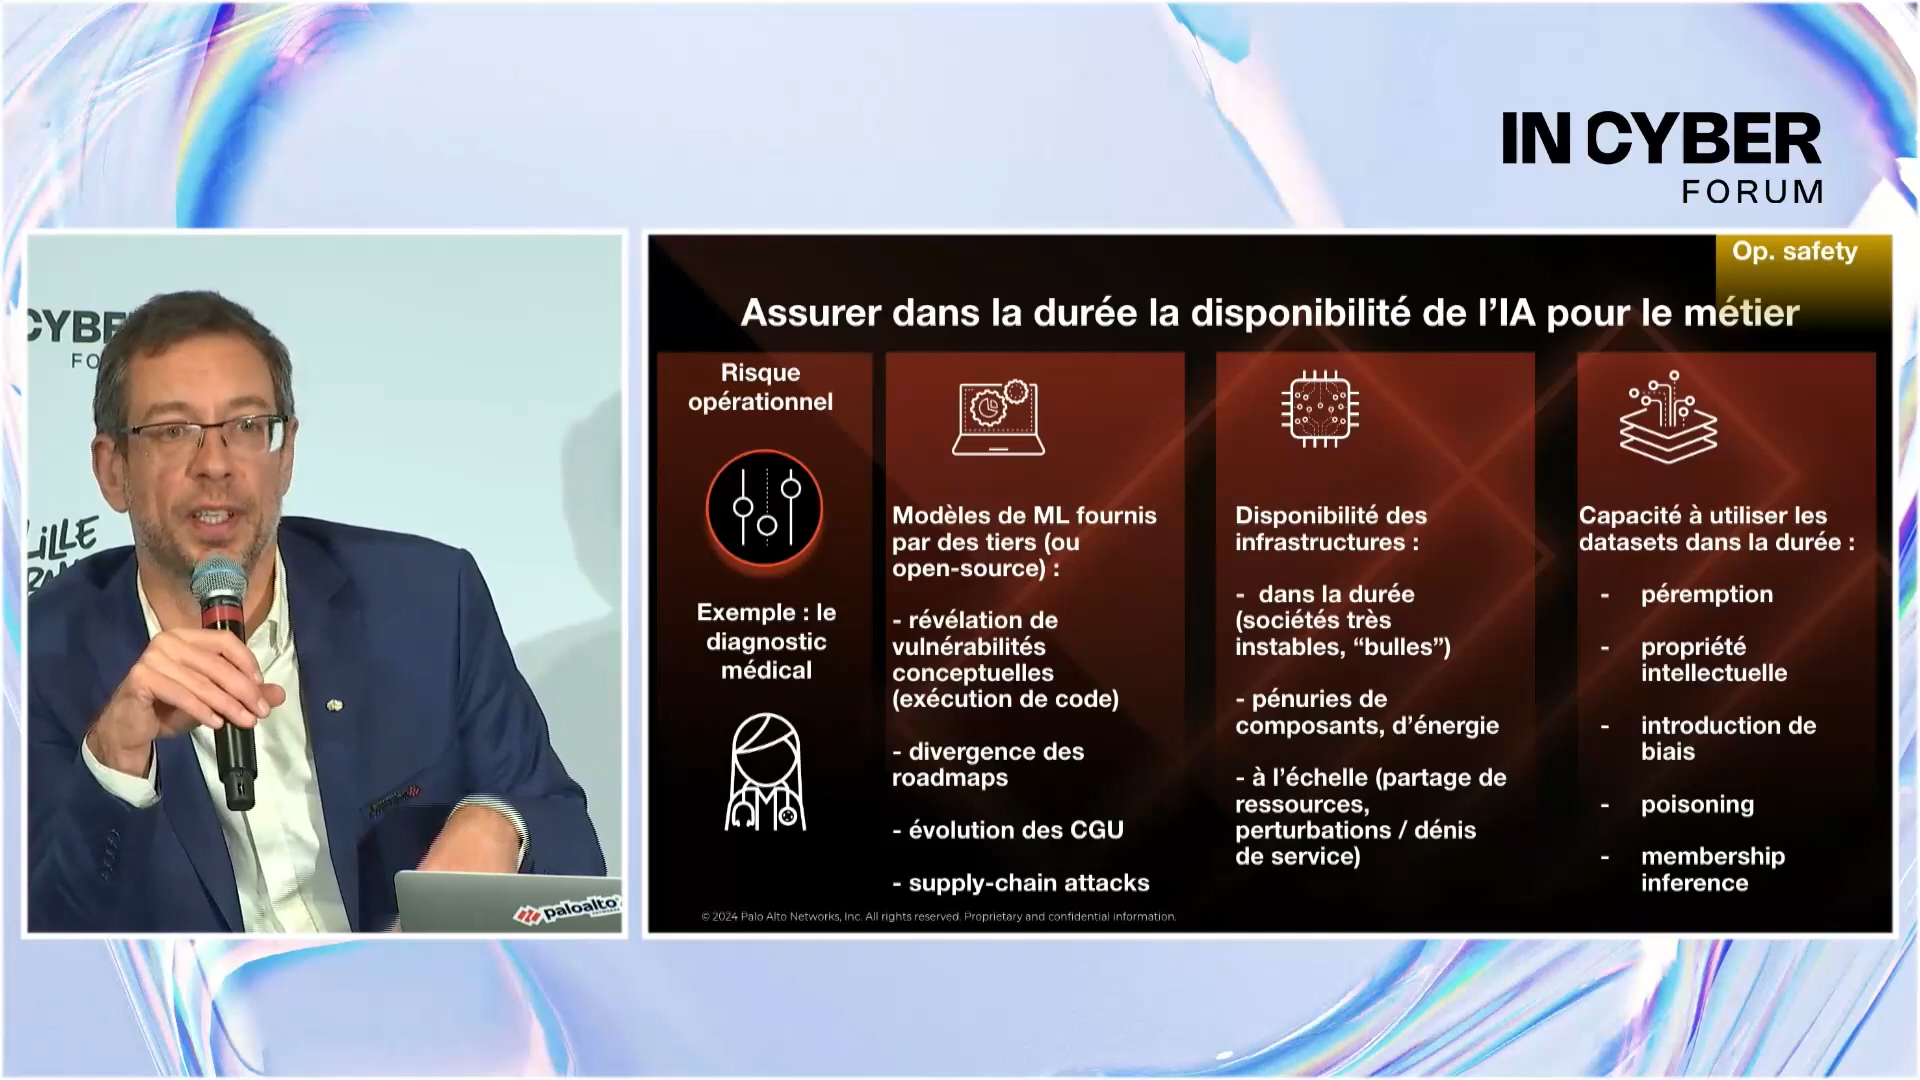 IN CYBER
FORUM
CYBE
FO
LiLLE
paloalto
Op. safety
Assurer dans la durée la disponibilité de l’IA pour le métier
Risque
opérationnel
Exemple : le
diagnostic
médical
Modèles de ML fournis
par des tiers (ou
open-source) :
- révélation de
vulnérabilités
conceptuelles
(exécution de code)
- divergence des
roadmaps
- évolution des CGU
- supply-chain attacks
Disponibilité des
infrastructures :
- dans la durée
(sociétés très
instables, “bulles”)
- pénuries de
composants, d’énergie
- à l’échelle (partage de
ressources,
perturbations / dénis
de service)
Capacité à utiliser les
datasets dans la durée :
- péremption
- propriété
intellectuelle
- introduction de
biais
- poisoning
- membership
inference
© 2024 Palo Alto Networks, Inc. All rights reserved. Proprietary and confidential information.